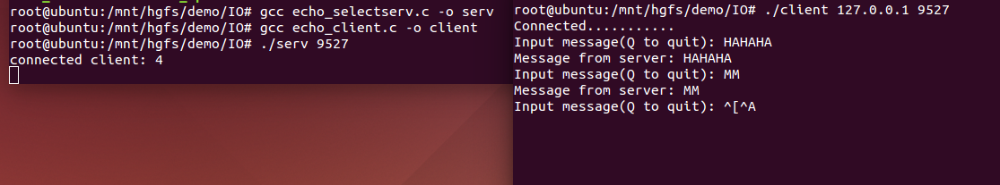 root@ubuntu:/mnt/hgfs/demo/IO# gcc echo_selectserv.c -o serv
root@ubuntu:/mnt/hgfs/demo/IO# gcc echo_client.c -o client
root@ubuntu:/mnt/hgfs/demo/IO# ./serv 9527
connected client: 4
root@ubuntu:/mnt/hgfs/demo/IO# ./client 127.0.0.1 9527
Connected...........
Input message(Q to quit): HAHAHA
Message from server: HAHAHA
Input message(Q to quit): MM
Message from server: MM
Input message(Q to quit): ^[^A